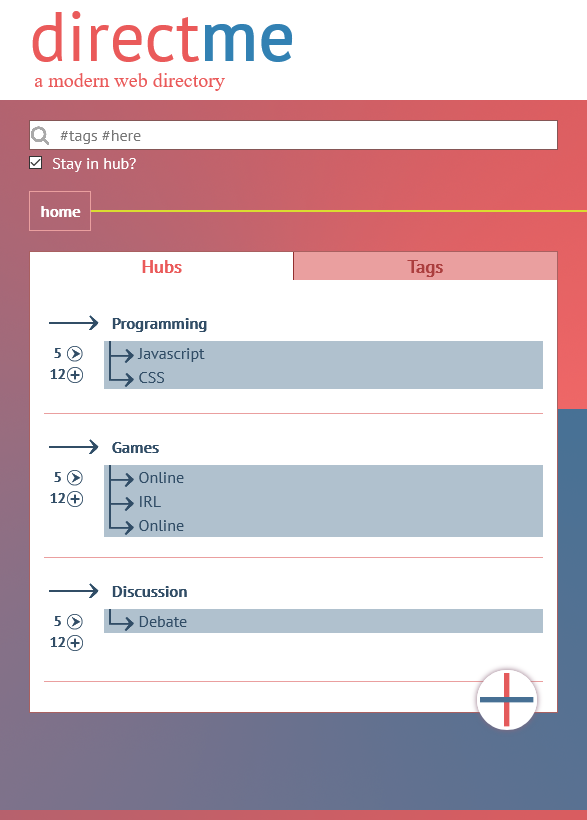 directme
a modern web directory
#tags #here
Stay in hub?
home
Hubs Tags
Programming
5
Javascript
12
CSS
Games
5
Online
12
IRL
Online
Discussion
5
Debate
12